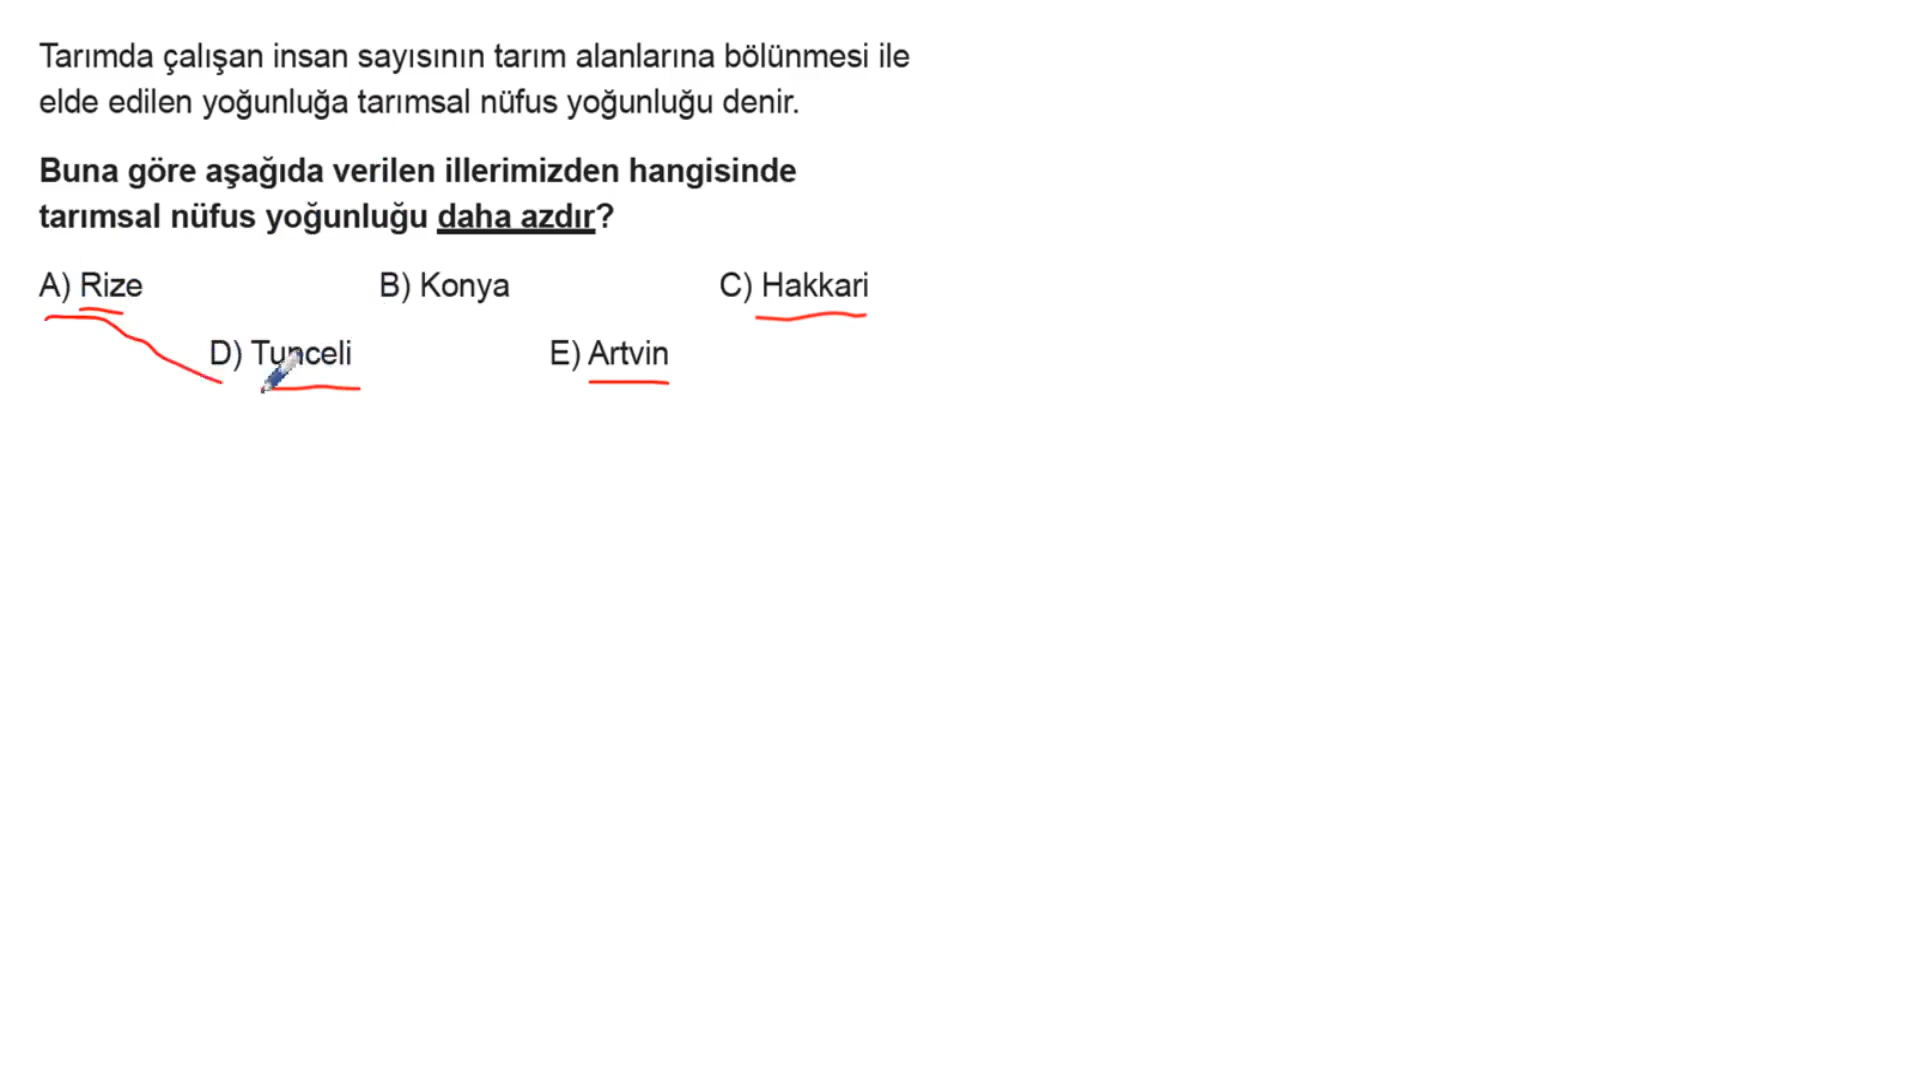 Tarımda çalışan insan sayısının tarım alanlarına bölünmesi ile
elde edilen yoğunluğa tarımsal nüfus yoğunluğu denir.
Buna göre aşağıda verilen illerimizden hangisinde
tarımsal nüfus yoğunluğu daha azdır?
A) Rize B) Konya C) Hakkari
D) Tunceli E) Artvin